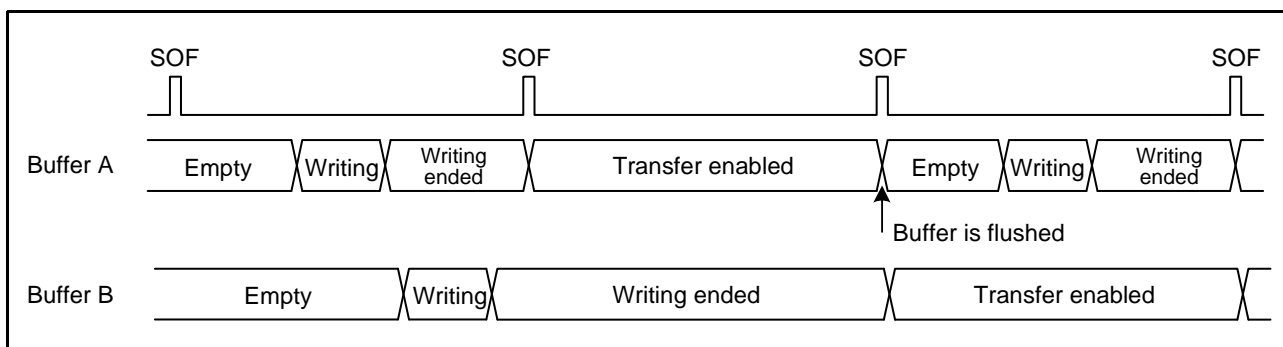 SOF SOF SOF SOF
Buffer A Empty Writing Writing ended Transfer enabled Empty Writing Writing ended
Buffer is flushed
Buffer B Empty Writing Writing ended Transfer enabled